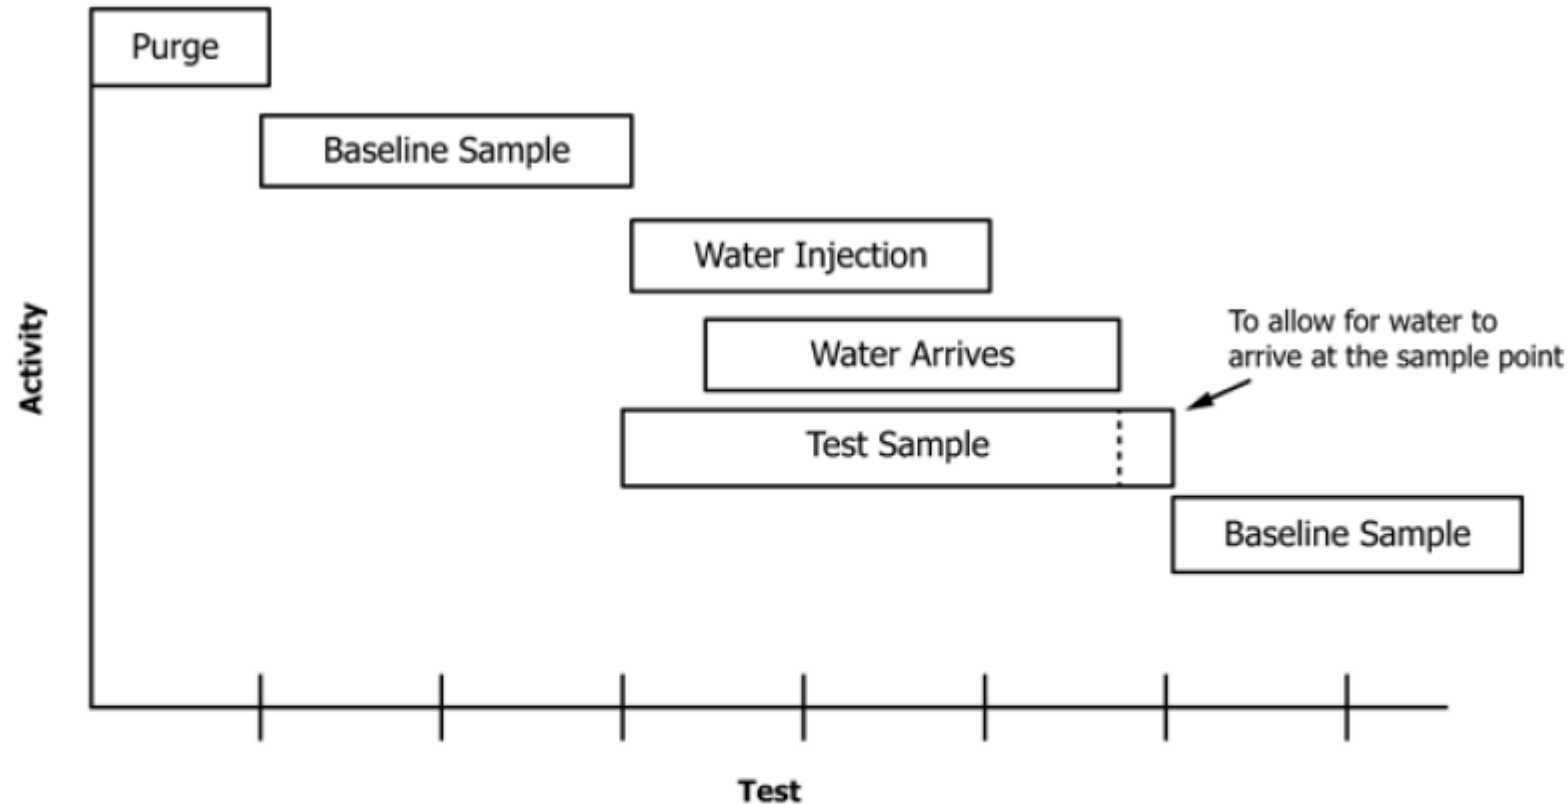 Purge
Baseline Sample
Water Injection
Water Arrives
To allow for water to
arrive at the sample point
Test Sample
Baseline Sample
Activity
Test